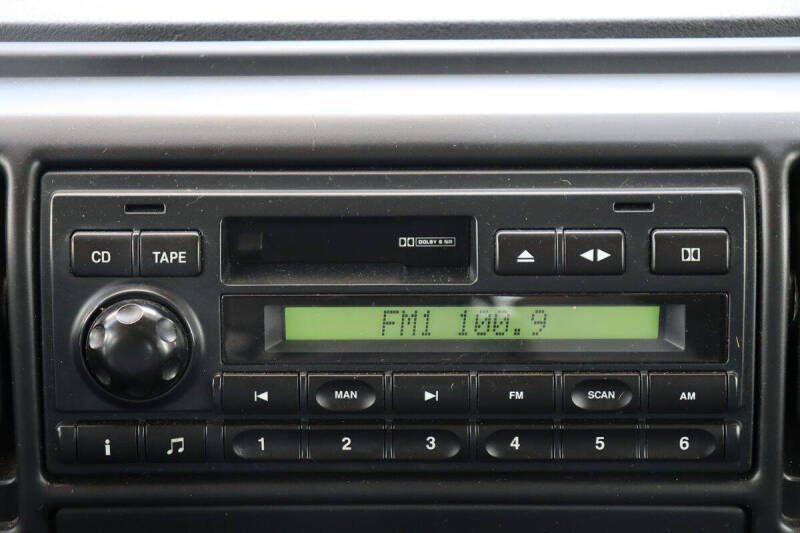 CD TAPE
DOLBY B NR
FM1 100.9
MAN FM SCAN AM
i 1 2 3 4 5 6